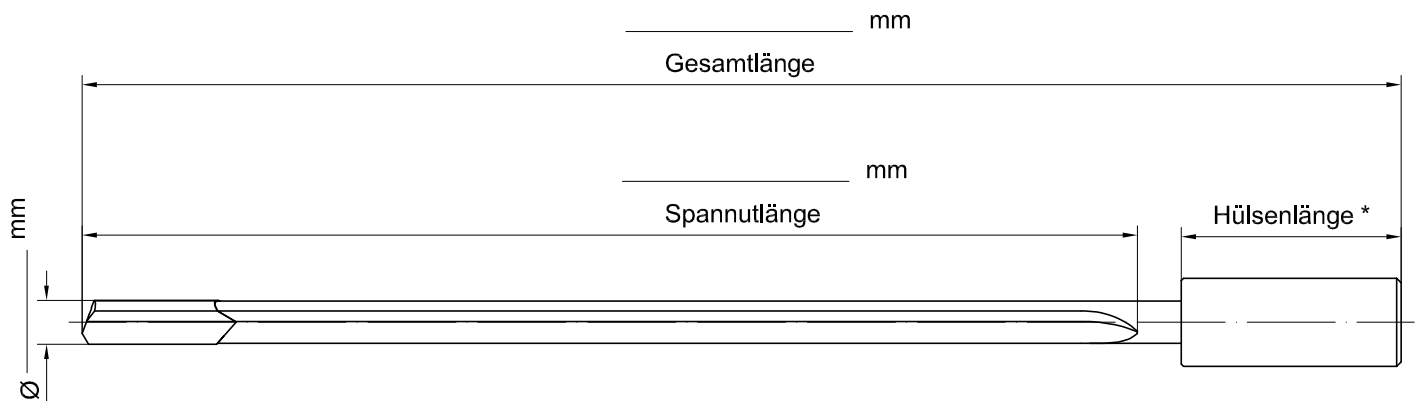 mm
Gesamtlänge
mm
Spannutlänge
Hülsenlänge *
Ø mm